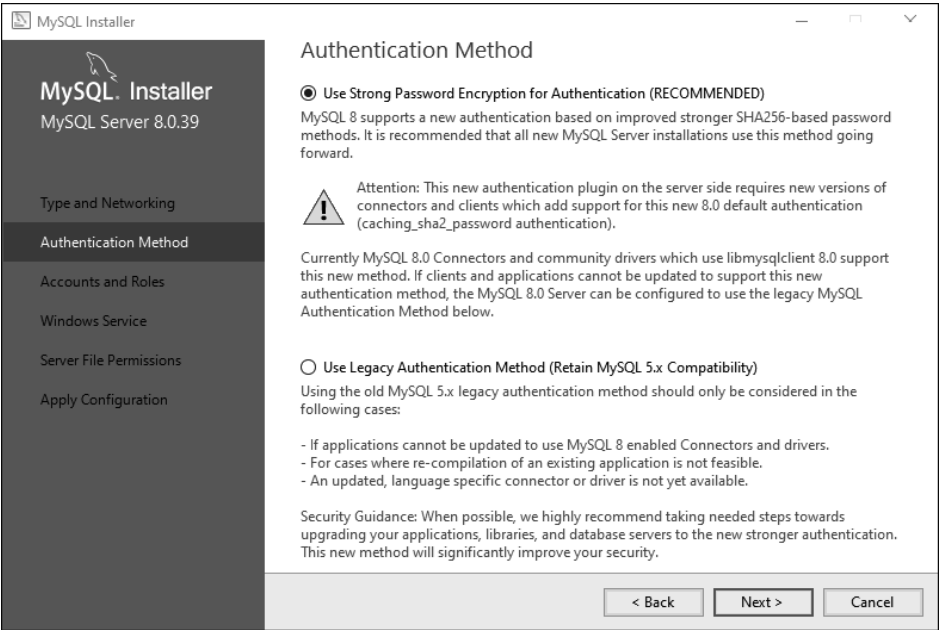 MySQL Installer
MySQL. Installer
MySQL Server 8.0.39
Type and Networking
Authentication Method
Accounts and Roles
Windows Service
Server File Permissions
Apply Configuration
Authentication Method
Use Strong Password Encryption for Authentication (RECOMMENDED)
MySQL 8 supports a new authentication based on improved stronger SHA256-based password
methods. It is recommended that all new MySQL Server installations use this method going
forward.
Attention: This new authentication plugin on the server side requires new versions of
connectors and clients which add support for this new 8.0 default authentication
(caching_sha2_password authentication).
Currently MySQL 8.0 Connectors and community drivers which use libmysqlclient 8.0 support
this new method. If clients and applications cannot be updated to support this new
authentication method, the MySQL 8.0 Server can be configured to use the legacy MySQL
Authentication Method below.
Use Legacy Authentication Method (Retain MySQL 5.x Compatibility)
Using the old MySQL 5.x legacy authentication method should only be considered in the
following cases:
- If applications cannot be updated to use MySQL 8 enabled Connectors and drivers.
- For cases where re-compilation of an existing application is not feasible.
- An updated, language specific connector or driver is not yet available.
Security Guidance: When possible, we highly recommend taking needed steps towards
upgrading your applications, libraries, and database servers to the new stronger authentication.
This new method will significantly improve your security.
< Back
Next >
Cancel